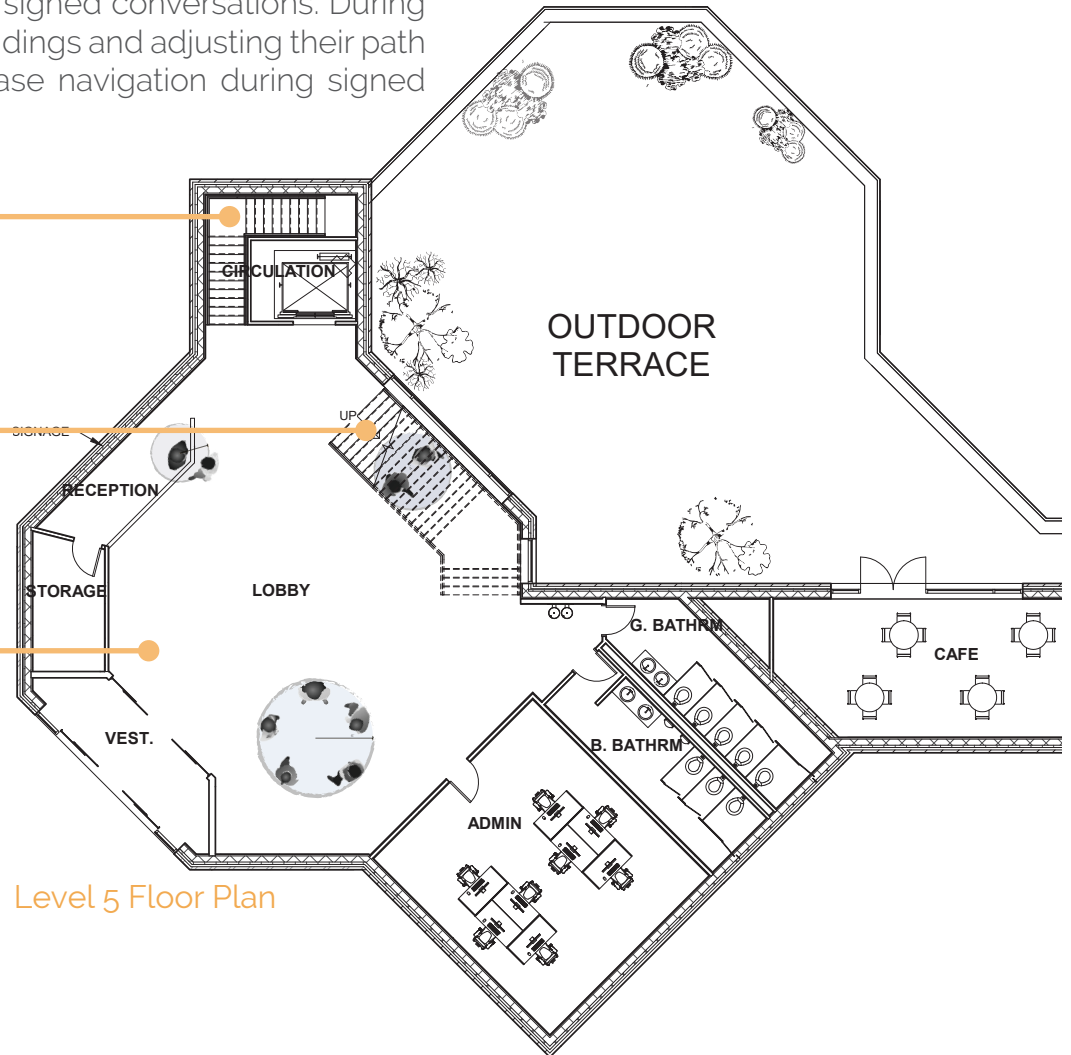 signed conversations. During
dings and adjusting their path
ase navigation during signed
CIRCULATION
OUTDOOR
TERRACE
UP
SIGNAGE
RECEPTION
STORAGE
LOBBY
G. BATHRM
CAFE
VEST.
B. BATHRM
ADMIN
Level 5 Floor Plan